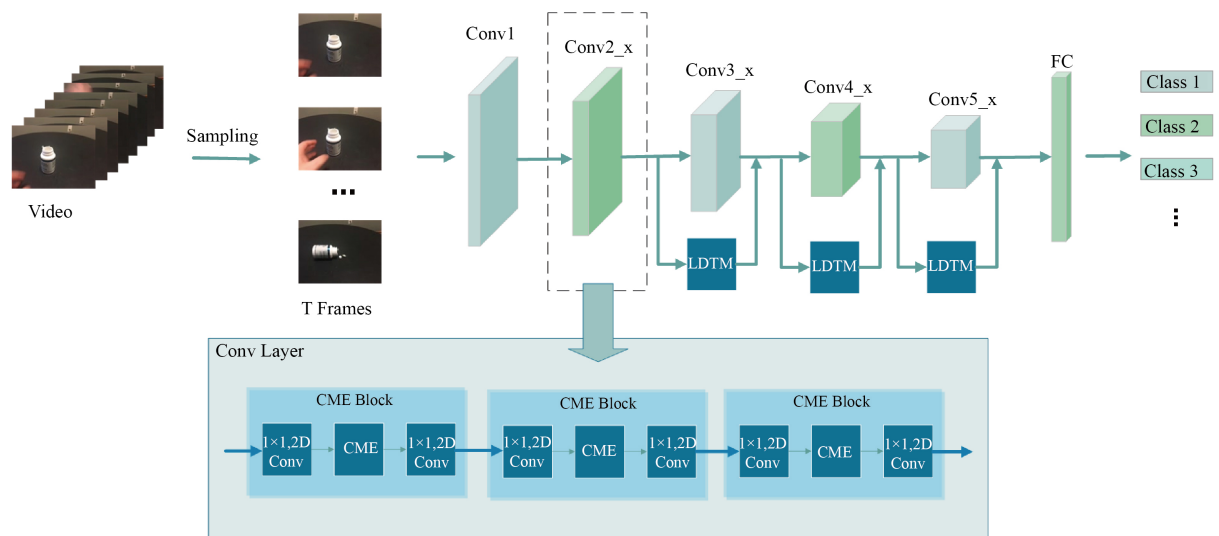 Video
Sampling
...
T Frames
Conv1
Conv2_x
Conv3_x
Conv4_x
Conv5_x
LDTM
LDTM
LDTM
FC
Class 1
Class 2
Class 3
...
Conv Layer
CME Block
1×1,2D
Conv
CME
1×1,2D
Conv
CME Block
1×1,2D
Conv
CME
1×1,2D
Conv
CME Block
1×1,2D
Conv
CME
1×1,2D
Conv